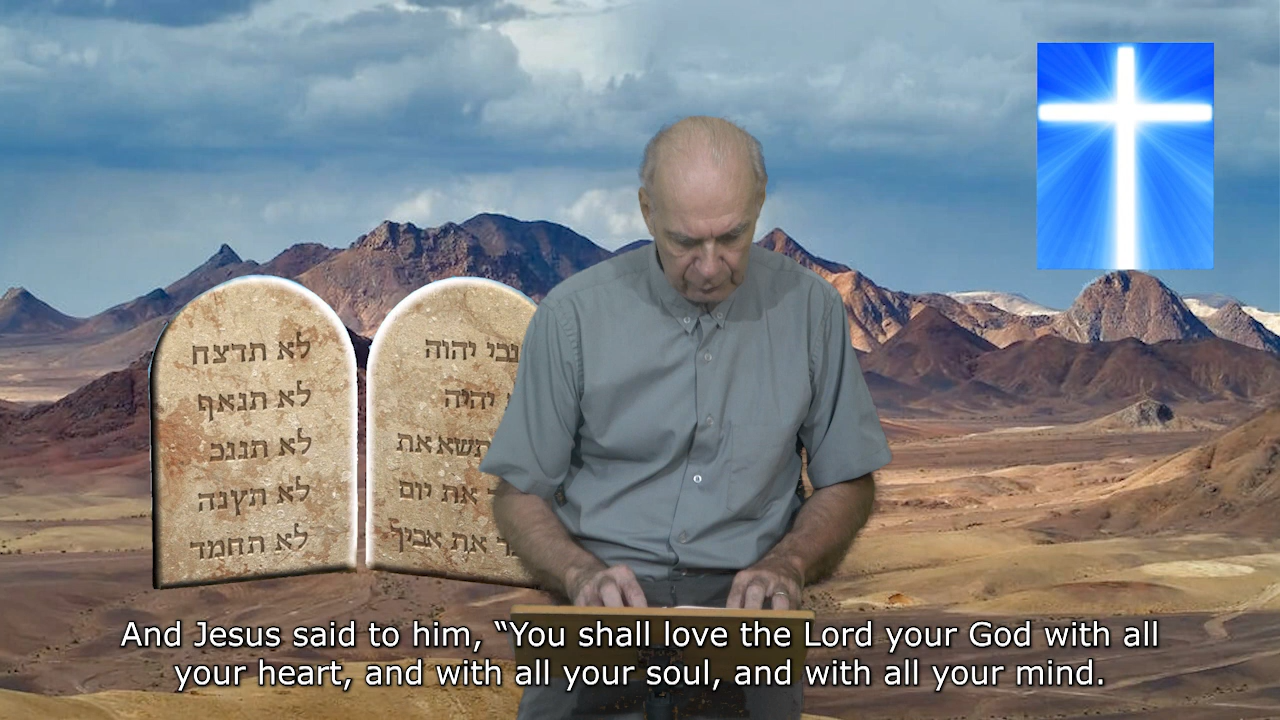 יהוה
יהיה
תשא את
את יום
את אביך
לא תרצח
לא תנאף
לא תגנב
לא תענה
לא תחמד
And Jesus said to him, “You shall love the Lord your God with all
your heart, and with all your soul, and with all your mind.